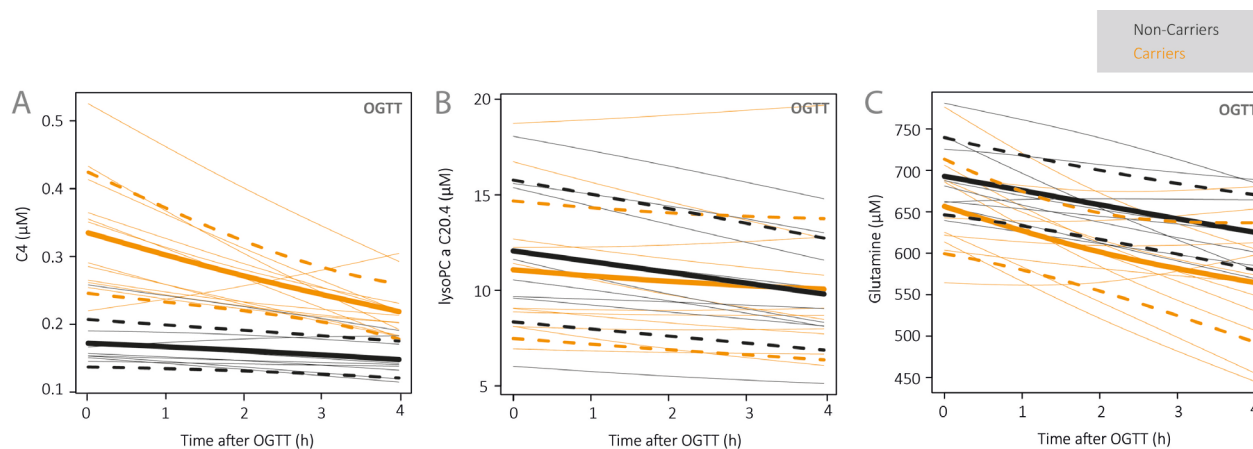 Non-Carriers
Carriers
A
OGTT
C4 (µM)
0.5
0.4
0.3
0.2
0.1
0 1 2 3 4
Time after OGTT (h)
B
OGTT
lysoPC a C20.4 (µM)
20
15
10
5
0 1 2 3 4
Time after OGTT (h)
C
OGTT
Glutamine (µM)
750
700
650
600
550
500
450
0 1 2 3 4
Time after OGTT (h)